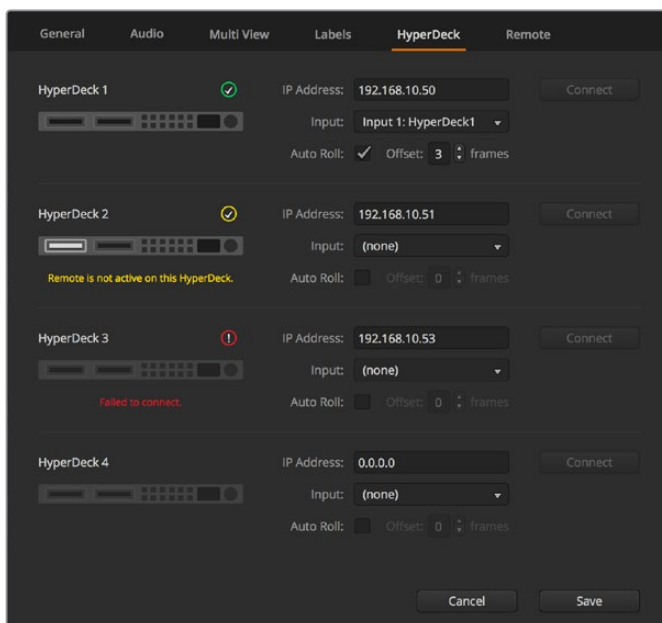 General Audio Multi View Labels HyperDeck Remote
HyperDeck 1 IP Address: 192.168.10.50 Connect
Input: Input 1: HyperDeck1
Auto Roll: Offset: 3 frames
HyperDeck 2 IP Address: 192.168.10.51 Connect
Input: (none)
Remote is not active on this HyperDeck. Auto Roll: Offset: 0 frames
HyperDeck 3 IP Address: 192.168.10.53 Connect
Input: (none)
Failed to connect. Auto Roll: Offset: 0 frames
HyperDeck 4 IP Address: 0.0.0.0 Connect
Input: (none)
Auto Roll: Offset: 0 frames
Cancel Save